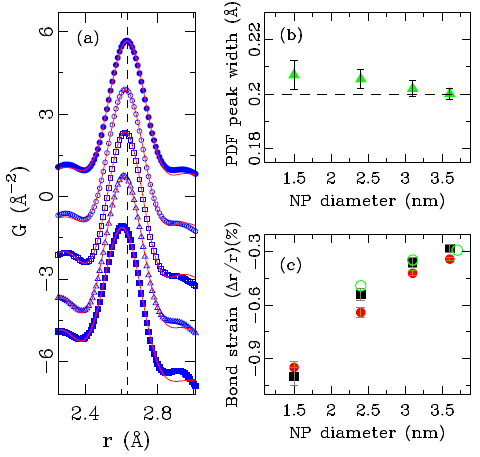 (a)
6
3
0
−3
−6
G (Å⁻²)
2.4
2.8
r (Å)
(b)
0.22
0.2
0.18
PDF peak width (Å)
1.5
2
2.5
3
3.5
NP diameter (nm)
(c)
−0.3
−0.6
−0.9
Bond strain (Δr/r)(%)
1.5
2
2.5
3
3.5
NP diameter (nm)